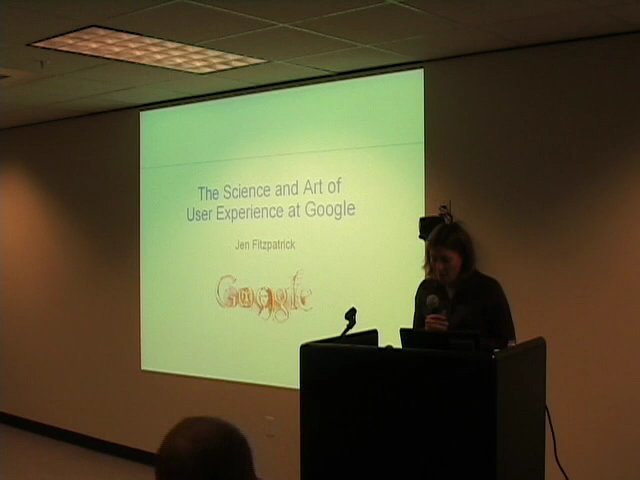 The Science and Art of
User Experience at Google
Jen Fitzpatrick
Google